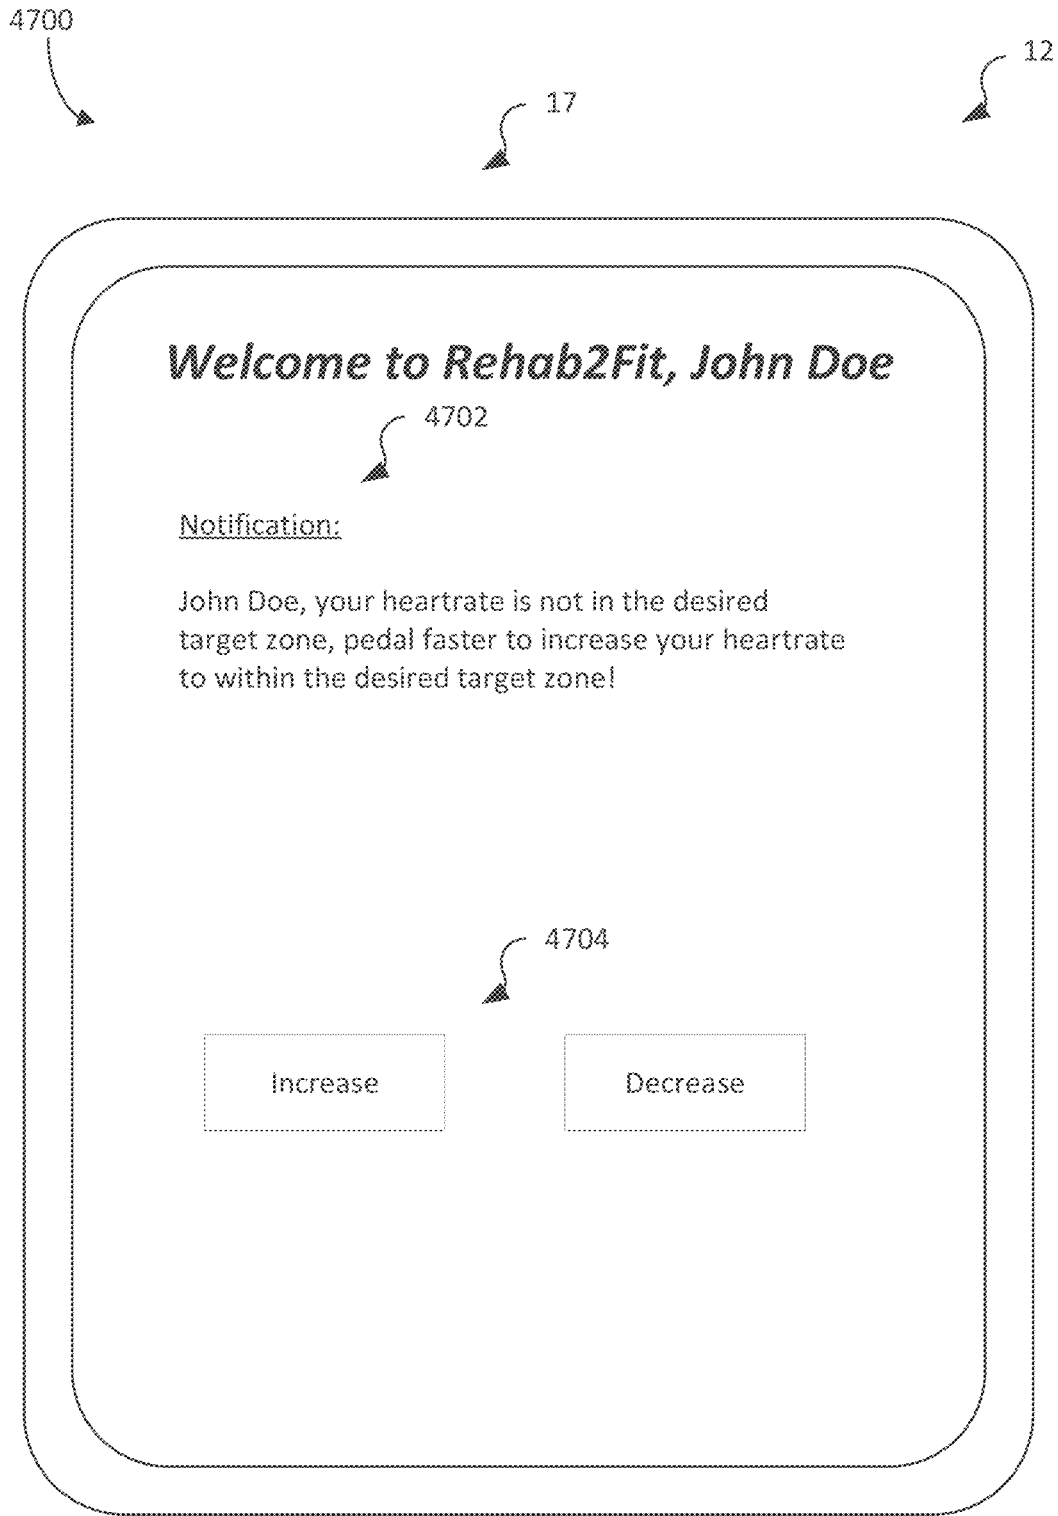 4700
12
17
Welcome to Rehab2Fit, John Doe
4702
Notification:
John Doe, your heartrate is not in the desired
target zone, pedal faster to increase your heartrate
to within the desired target zone!
4704
Increase
Decrease